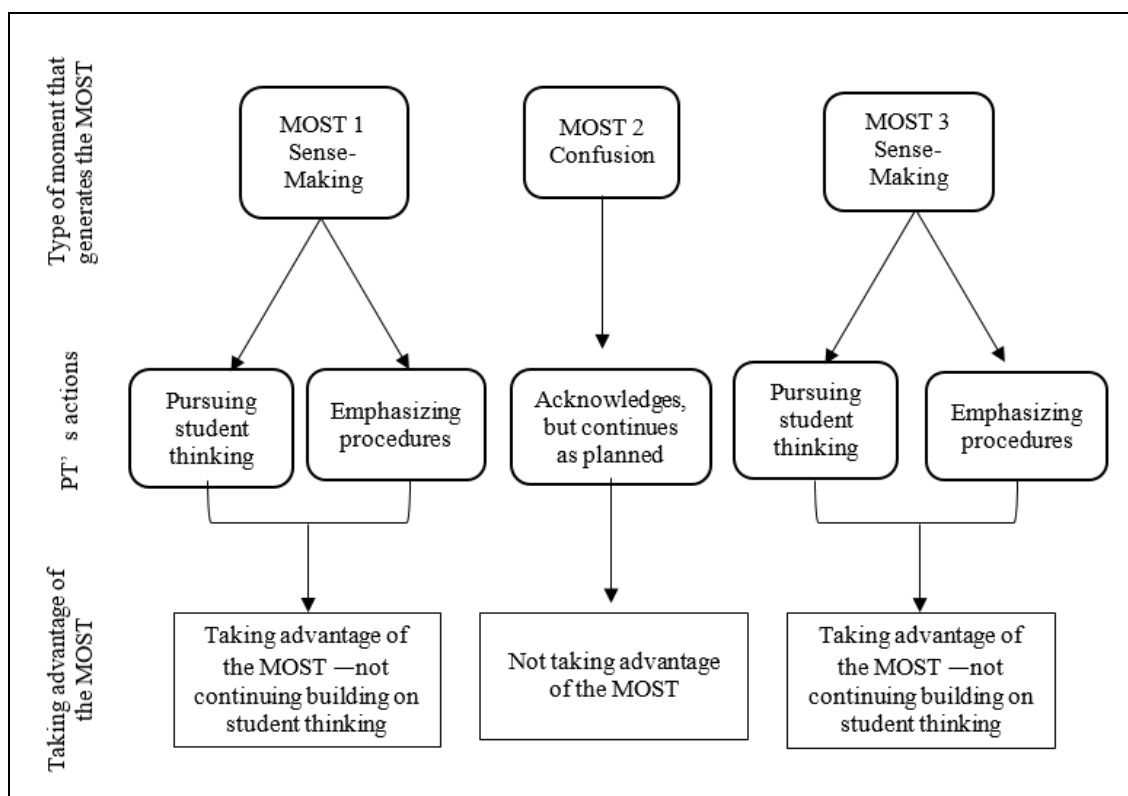 Type of moment that
generates the MOST
MOST 1
Sense-
Making
MOST 2
Confusion
MOST 3
Sense-
Making
PT’ s actions
Pursuing
student
thinking
Emphasizing
procedures
Acknowledges,
but continues
as planned
Pursuing
student
thinking
Emphasizing
procedures
Taking advantage of
the MOST
Taking advantage of
the MOST —not
continuing building on
student thinking
Not taking advantage
of the MOST
Taking advantage of
the MOST —not
continuing building on
student thinking